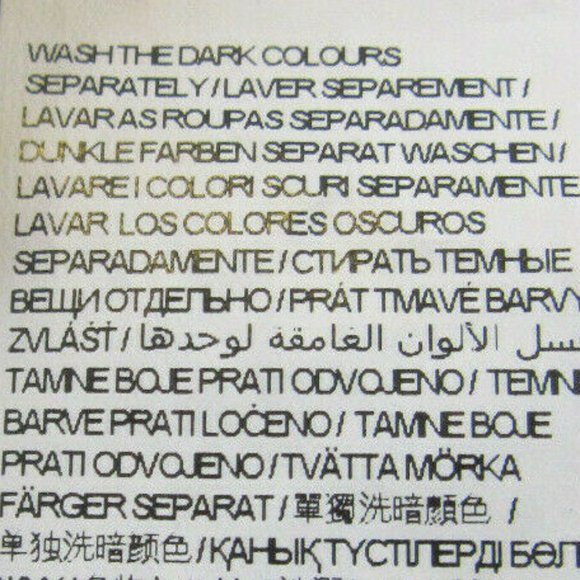 WASH THE DARK COLOURS
SEPARATELY / LAVER SEPAREMENT /
LAVAR AS ROUPAS SEPARADAMENTE /
DUNKLE FARBEN SEPARAT WASCHEN /
LAVARE I COLORI SCURI SEPARAMENTE
LAVAR LOS COLORES OSCUROS
SEPARADAMENTE / СТИРАТЬ ТЕМНЫЕ
ВЕЩИ ОТДЕЛЬНО / PRÁT TMAVÉ BARVY
ZVLÁŠŤ / الألوان الغامقة لوحدها
TAMNE BOJE PRATI ODVOJENO / TEMNE
BARVE PRATI LOČENO / TAMNE BOJE
PRATI ODVOJENO / TVÄTTA MÖRKA
FÄRGER SEPARAT / 單獨洗暗顏色 /
单独洗暗颜色 / ҚАНЫҚ ТҮСТІЛЕРДІ БӨЛ